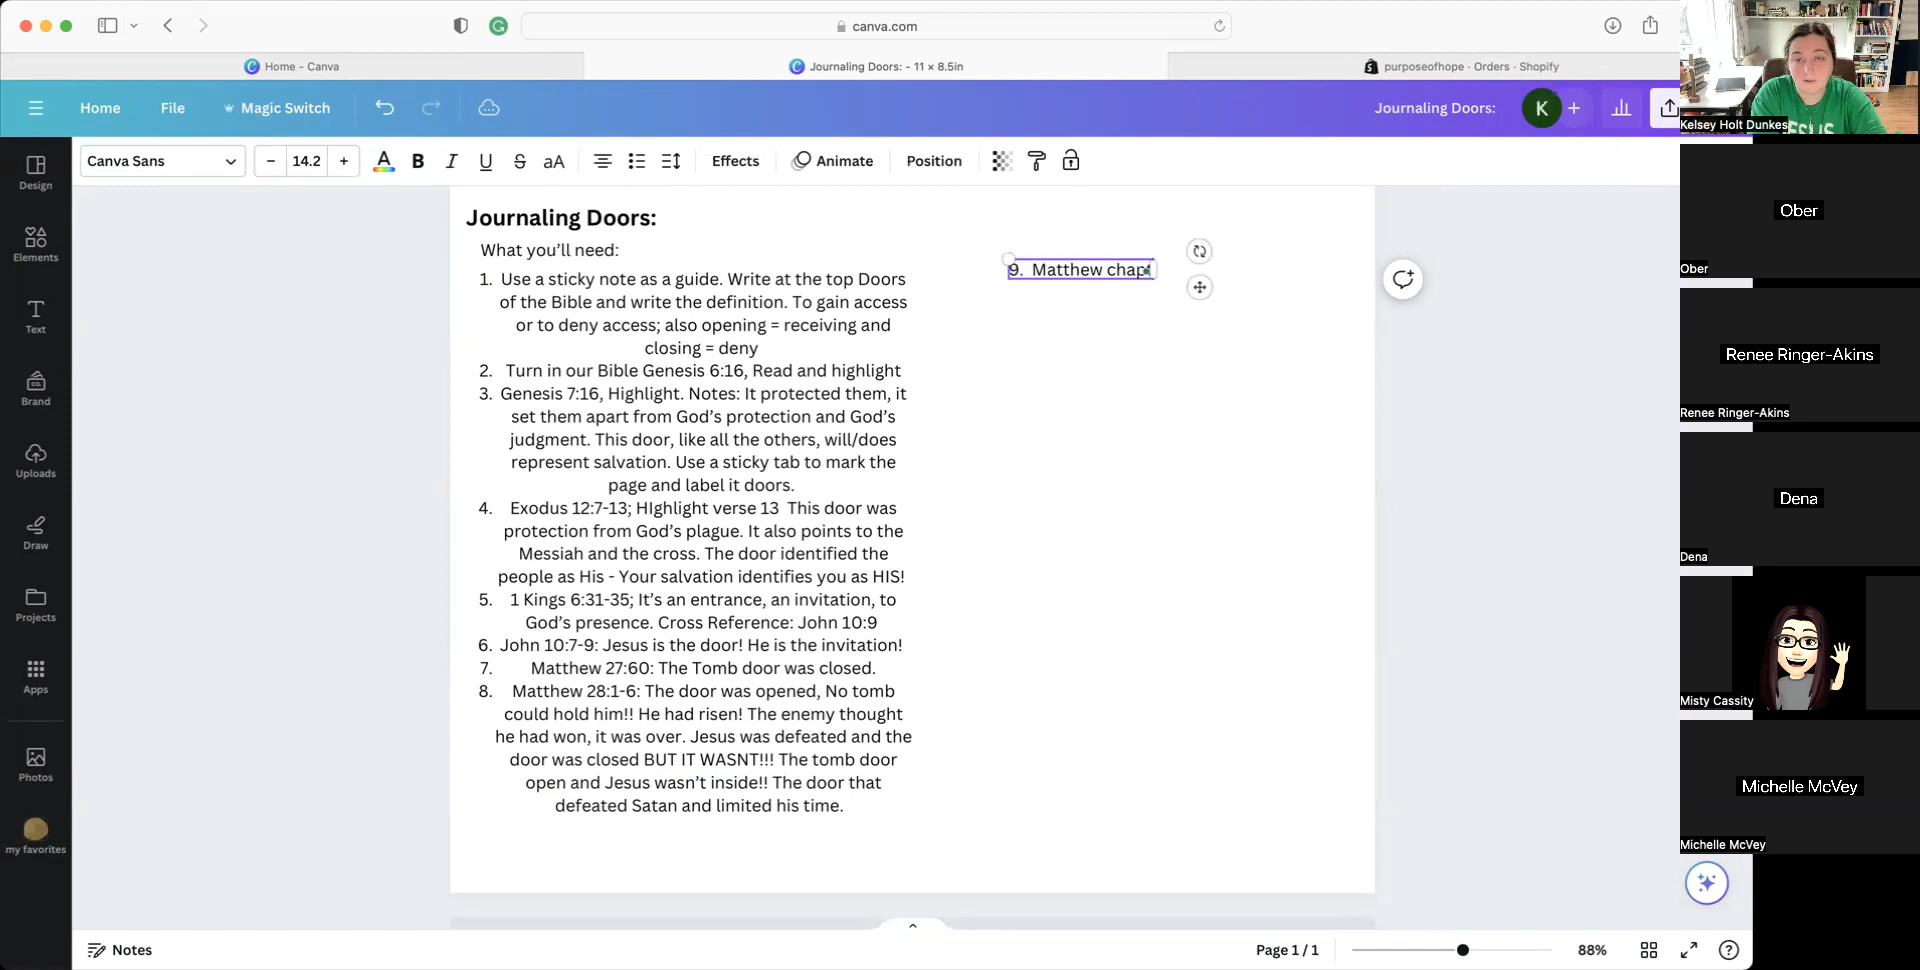 canva.com
Home - Canva
Journaling Doors: - 11 × 8.5in
purposeofhope · Orders · Shopify
Home
File
Magic Switch
Journaling Doors:
K
+
Canva Sans
– 14.2 +
A B I U S aA
Effects
Animate
Position
Design
Elements
Text
Brand
Uploads
Draw
Projects
Apps
Photos
my favorites
Journaling Doors:
What you’ll need:
1. Use a sticky note as a guide. Write at the top Doors
of the Bible and write the definition. To gain access
or to deny access; also opening = receiving and
closing = deny
2. Turn in our Bible Genesis 6:16, Read and highlight
3. Genesis 7:16, Highlight. Notes: It protected them, it
set them apart from God’s protection and God’s
judgment. This door, like all the others, will/does
represent salvation. Use a sticky tab to mark the
page and label it doors.
4. Exodus 12:7-13; HIghlight verse 13 This door was
protection from God’s plague. It also points to the
Messiah and the cross. The door identified the
people as His - Your salvation identifies you as HIS!
5. 1 Kings 6:31-35; It’s an entrance, an invitation, to
God’s presence. Cross Reference: John 10:9
6. John 10:7-9: Jesus is the door! He is the invitation!
7. Matthew 27:60: The Tomb door was closed.
8. Matthew 28:1-6: The door was opened, No tomb
could hold him!! He had risen! The enemy thought
he had won, it was over. Jesus was defeated and the
door was closed BUT IT WASNT!!! The tomb door
open and Jesus wasn’t inside!! The door that
defeated Satan and limited his time.
9. Matthew chap
Notes
Page 1 / 1
88%
JESUS
Kelsey Holt Dunkes
Ober
Ober
Renee Ringer-Akins
Renee Ringer-Akins
Dena
Dena
Misty Cassity
Michelle McVey
Michelle McVey